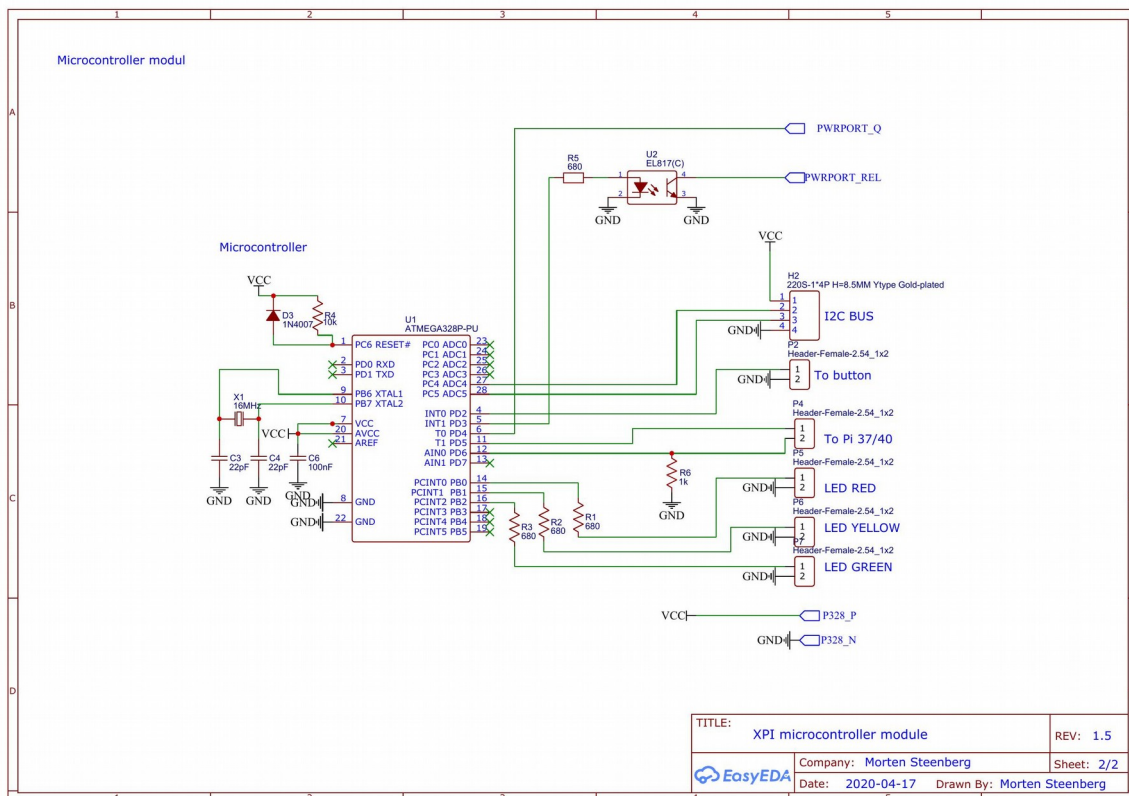 1 2 3 4 5
A
B
C
D
Microcontroller modul
PWRPORT_Q
R5
680
U2
EL817(C)
1
2
4
3
PWRPORT_REL
GND
GND
Microcontroller
VCC
D3
1N4007
R4
10k
VCC
H2
220S-1*4P H=8.5MM Ytype Gold-plated
1 1
2 2
3 3
4 4
GND
I2C BUS
U1
ATMEGA328P-PU
1 PC6 RESET#
2 PD0 RXD
3 PD1 TXD
9 PB6 XTAL1
10 PB7 XTAL2
7 VCC
20 AVCC
21 AREF
8 GND
22 GND
PC0 ADC0 23
PC1 ADC1 24
PC2 ADC2 25
PC3 ADC3 26
PC4 ADC4 27
PC5 ADC5 28
INT0 PD2 4
INT1 PD3 5
T0 PD4 6
T1 PD5 11
AIN0 PD6 12
AIN1 PD7 13
PCINT0 PB0 14
PCINT1 PB1 15
PCINT2 PB2 16
PCINT3 PB3 17
PCINT4 PB4 18
PCINT5 PB5 19
X1
16MHz
VCC
C3
22pF
C4
22pF
C6
100nF
GND
GND
GND
GND
GND
P2
Header-Female-2.54_1x2
1
2
GND
To button
P4
Header-Female-2.54_1x2
1
2
To Pi 37/40
R6
1k
GND
P5
Header-Female-2.54_1x2
1
2
GND
LED RED
P6
Header-Female-2.54_1x2
1
2
GND
LED YELLOW
P7
Header-Female-2.54_1x2
1
2
GND
LED GREEN
R3
680
R2
680
R1
680
VCC
P328_P
GND
P328_N
TITLE:
XPI microcontroller module
REV: 1.5
EasyEDA
Company: Morten Steenberg
Sheet: 2/2
Date: 2020-04-17 Drawn By: Morten Steenberg